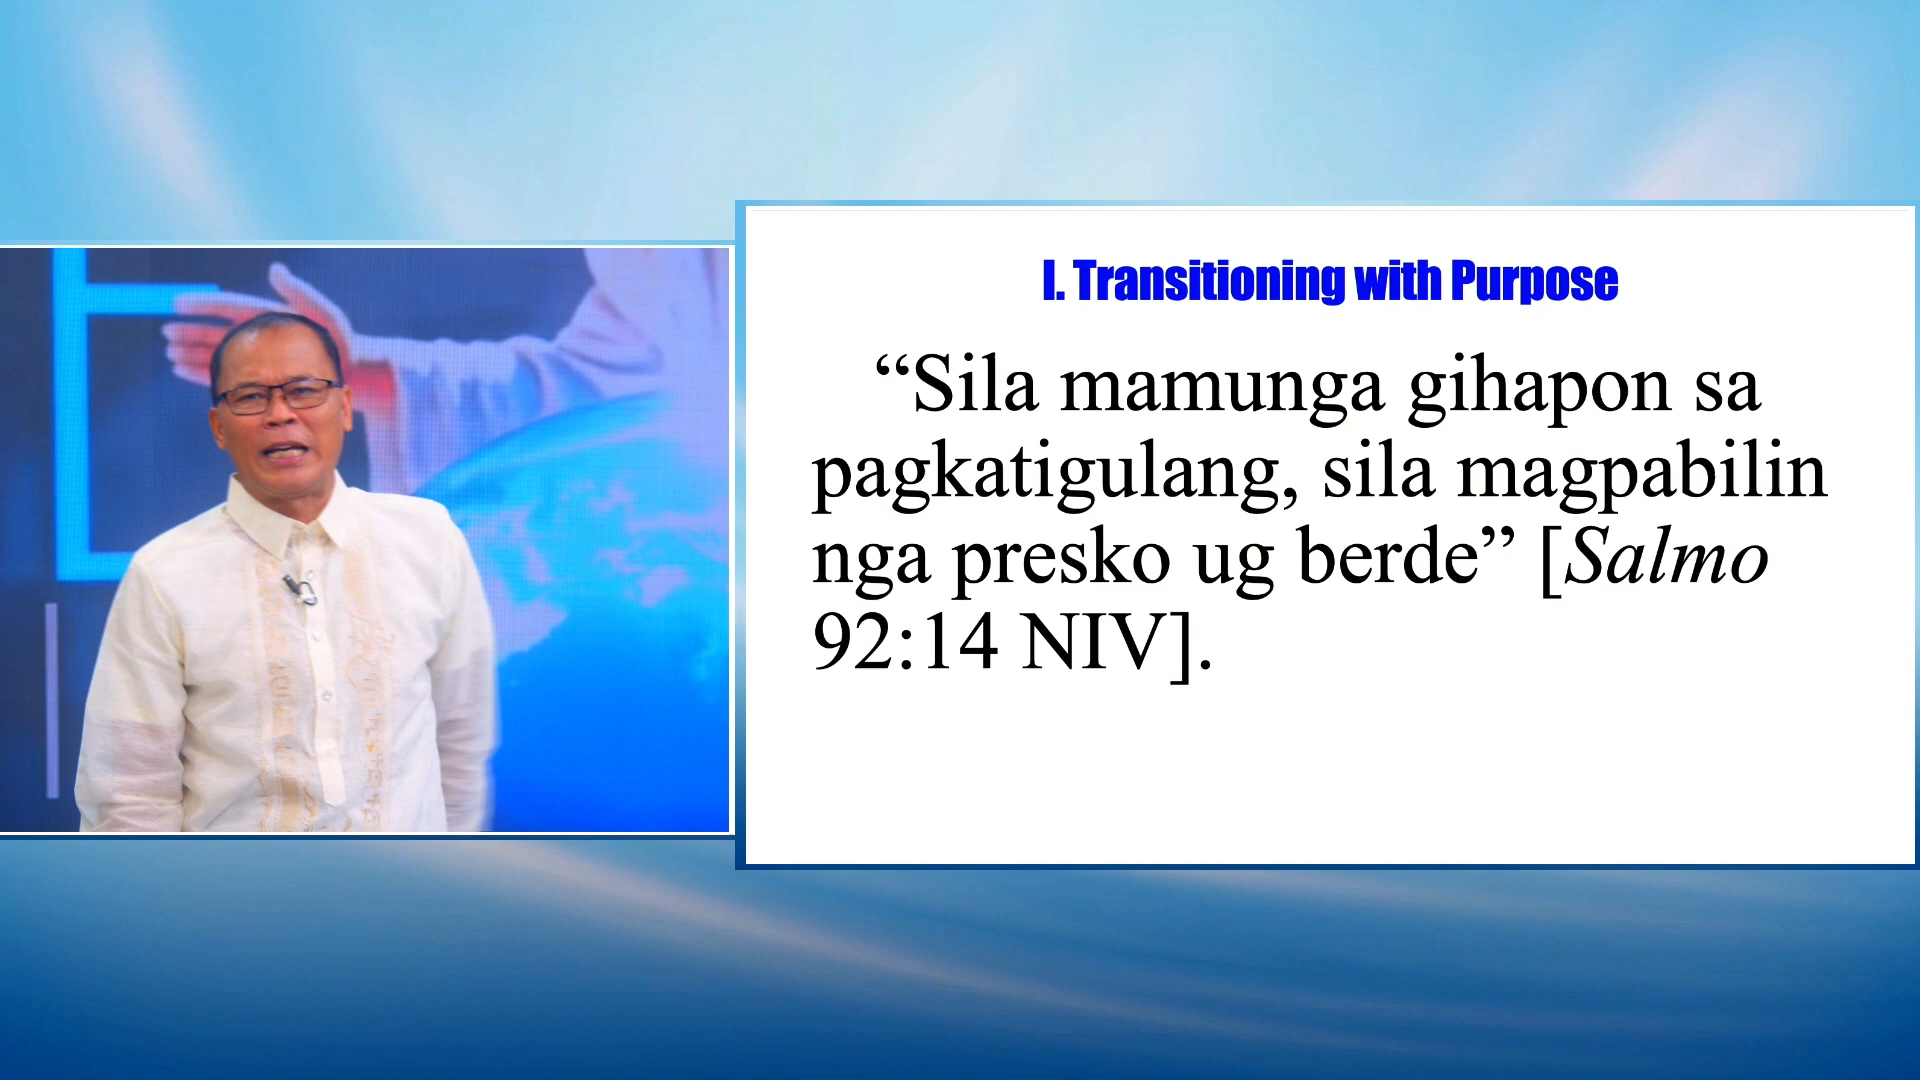 I. Transitioning with Purpose
“Sila mamunga gihapon sa
pagkatigulang, sila magpabilin
nga presko ug berde” [Salmo
92:14 NIV].